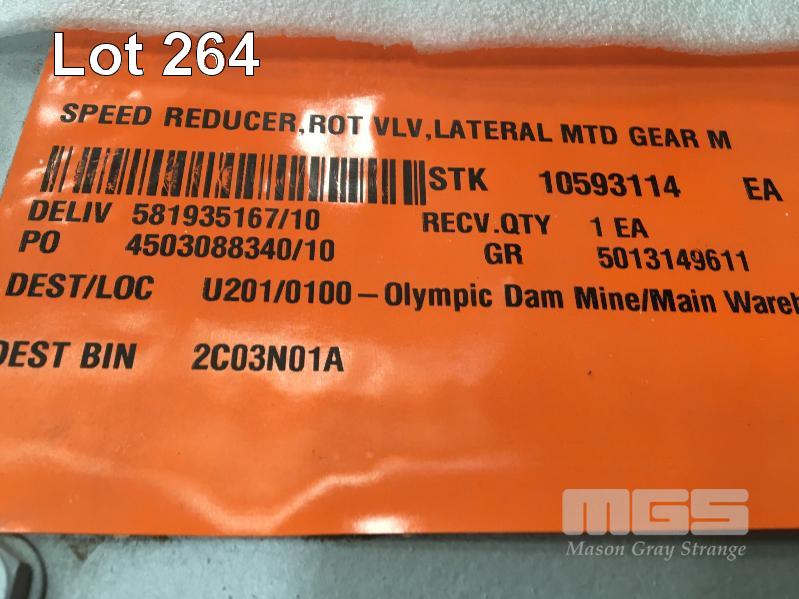 Lot 264
SPEED REDUCER,ROT VLV,LATERAL MTD GEAR M
STK 10593114 EA
DELIV 581935167/10 RECV.QTY 1 EA
PO 4503088340/10 GR 5013149611
DEST/LOC U201/0100-Olympic Dam Mine/Main Wareh
DEST BIN 2C03N01A
MGS
Mason Gray Strange